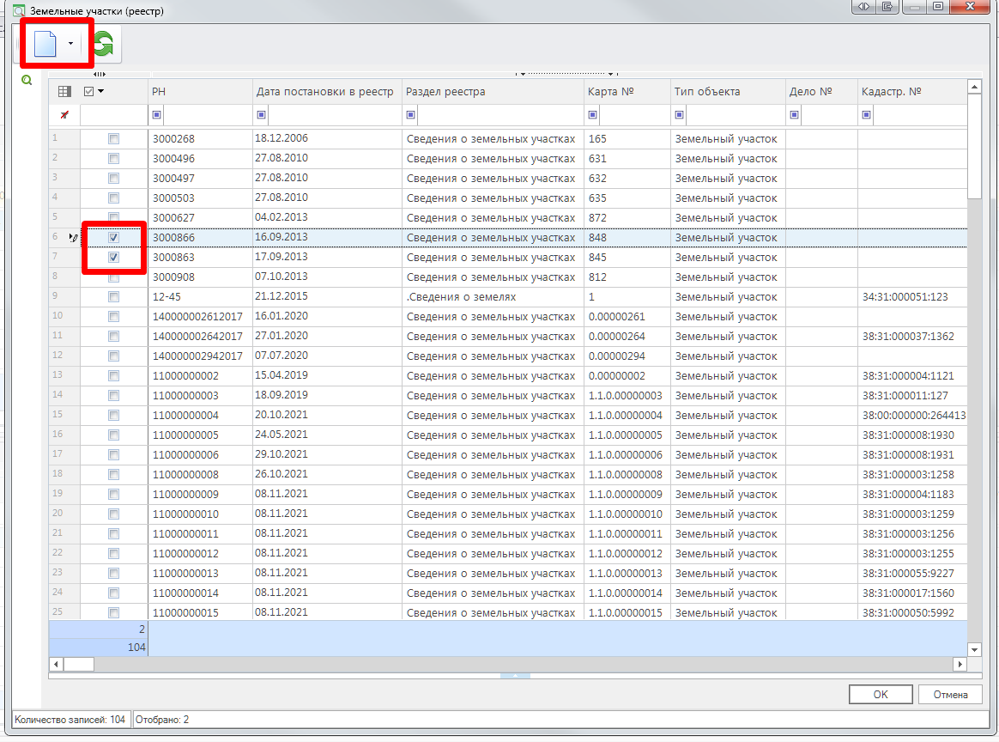 Земельные участки (реестр)
РН Дата постановки в реестр Раздел реестра Карта № Тип объекта Дело № Кадастр. №
1 3000268 18.12.2006 Сведения о земельных участках 165 Земельный участок
2 3000496 27.08.2010 Сведения о земельных участках 631 Земельный участок
3 3000497 27.08.2010 Сведения о земельных участках 632 Земельный участок
4 3000503 27.08.2010 Сведения о земельных участках 635 Земельный участок
5 3000627 04.02.2013 Сведения о земельных участках 872 Земельный участок
6 3000866 16.09.2013 Сведения о земельных участках 848 Земельный участок
7 3000863 17.09.2013 Сведения о земельных участках 845 Земельный участок
8 3000908 07.10.2013 Сведения о земельных участках 812 Земельный участок
9 12-45 21.12.2015 .Сведения о земелях 1 Земельный участок 34:31:000051:123
10 140000002612017 16.01.2020 Сведения о земельных участках 0.00000261 Земельный участок
11 140000002642017 27.01.2020 Сведения о земельных участках 0.00000264 Земельный участок 38:31:000037:1362
12 140000002942017 07.07.2020 Сведения о земельных участках 0.00000294 Земельный участок
13 11000000002 15.04.2019 Сведения о земельных участках 0.00000002 Земельный участок 38:31:000004:1121
14 11000000003 18.09.2019 Сведения о земельных участках 1.1.0.00000003 Земельный участок 38:31:000011:127
15 11000000004 20.10.2021 Сведения о земельных участках 1.1.0.00000004 Земельный участок 38:00:000000:264413
16 11000000005 24.05.2021 Сведения о земельных участках 1.1.0.00000005 Земельный участок 38:31:000008:1930
17 11000000006 29.10.2021 Сведения о земельных участках 1.1.0.00000006 Земельный участок 38:31:000008:1931
18 11000000008 26.10.2021 Сведения о земельных участках 1.1.0.00000008 Земельный участок 38:31:000003:1258
19 11000000009 08.11.2021 Сведения о земельных участках 1.1.0.00000009 Земельный участок 38:31:000004:1183
20 11000000010 08.11.2021 Сведения о земельных участках 1.1.0.00000010 Земельный участок 38:31:000003:1259
21 11000000011 08.11.2021 Сведения о земельных участках 1.1.0.00000011 Земельный участок 38:31:000003:1256
22 11000000012 08.11.2021 Сведения о земельных участках 1.1.0.00000012 Земельный участок 38:31:000003:1255
23 11000000013 08.11.2021 Сведения о земельных участках 1.1.0.00000013 Земельный участок 38:31:000055:9227
24 11000000014 08.11.2021 Сведения о земельных участках 1.1.0.00000014 Земельный участок 38:31:000017:1560
25 11000000015 08.11.2021 Сведения о земельных участках 1.1.0.00000015 Земельный участок 38:31:000050:5992
2
104
OK Отмена
Количество записей: 104 Отобрано: 2